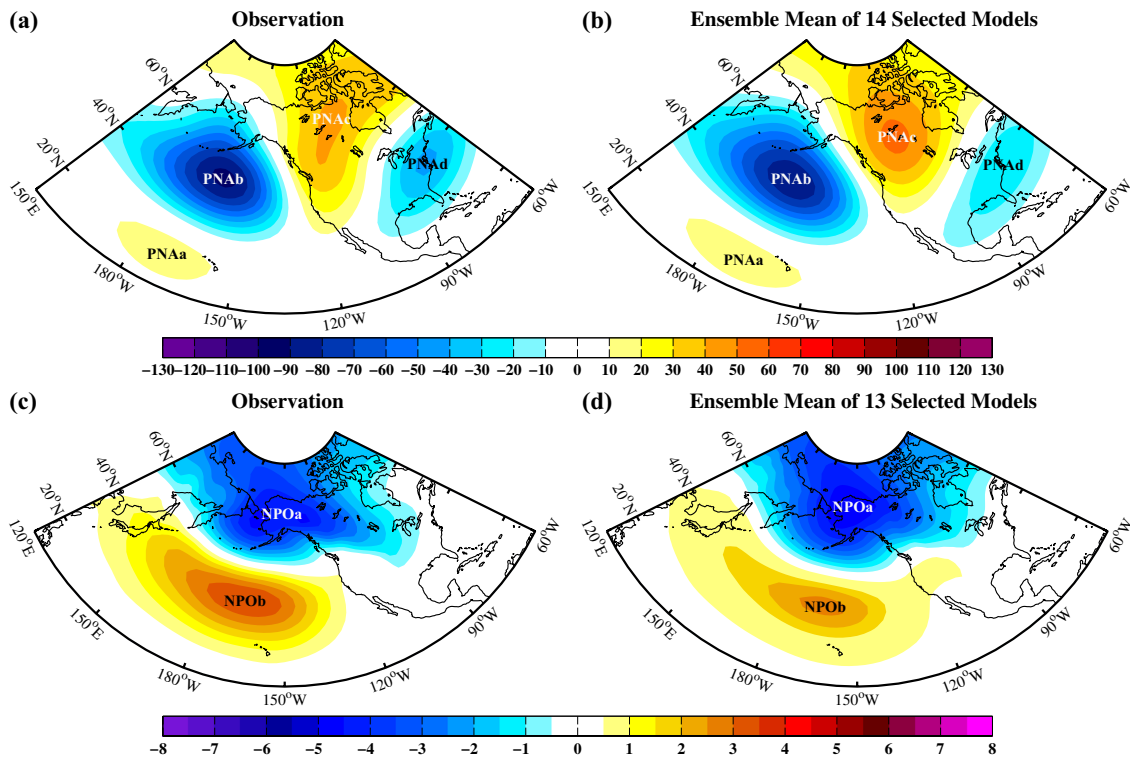 (a) Observation
(b) Ensemble Mean of 14 Selected Models
60°N
40°N
20°N
150°E
180°W
150°W
120°W
90°W
60°W
PNAa
PNAb
PNAc
PNAd
60°N
40°N
20°N
150°E
180°W
150°W
120°W
90°W
60°W
PNAa
PNAb
PNAc
PNAd
−130 −120 −110 −100 −90 −80 −70 −60 −50 −40 −30 −20 −10 0 10 20 30 40 50 60 70 80 90 100 110 120 130
(c) Observation
(d) Ensemble Mean of 13 Selected Models
60°N
40°N
20°N
120°E
150°E
180°W
150°W
120°W
90°W
60°W
NPOa
NPOb
60°N
40°N
20°N
120°E
150°E
180°W
150°W
120°W
90°W
60°W
NPOa
NPOb
−8 −7 −6 −5 −4 −3 −2 −1 0 1 2 3 4 5 6 7 8